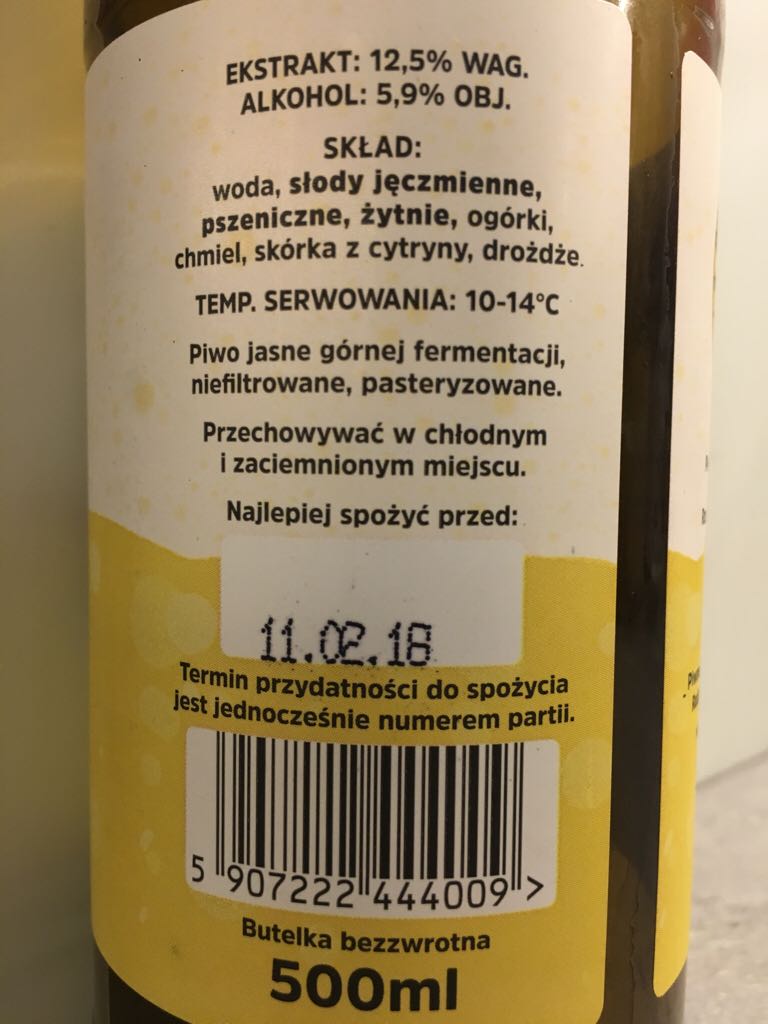 EKSTRAKT: 12,5% WAG.
ALKOHOL: 5,9% OBJ.
SKŁAD:
woda, słody jęczmienne,
pszeniczne, żytnie, ogórki,
chmiel, skórka z cytryny, drożdże.
TEMP. SERWOWANIA: 10-14°C
Piwo jasne górnej fermentacji,
niefiltrowane, pasteryzowane.
Przechowywać w chłodnym
i zaciemnionym miejscu.
Najlepiej spożyć przed:
11.02.18
Termin przydatności do spożycia
jest jednocześnie numerem partii.
5 907222 444009 >
Butelka bezzwrotna
500ml